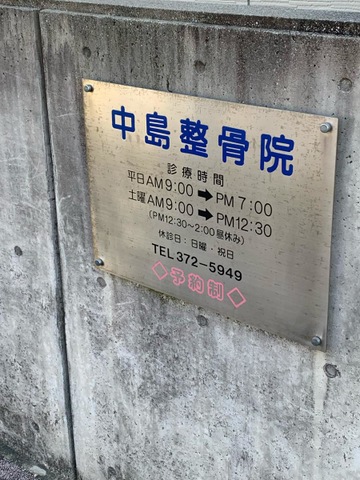 中島整骨院
診療時間
平日AM9:00➡PM7:00
土曜AM9:00➡PM12:30
(PM12:30~2:00昼休み)
休診日:日曜・祝日
TEL372-5949
◇予約制◇